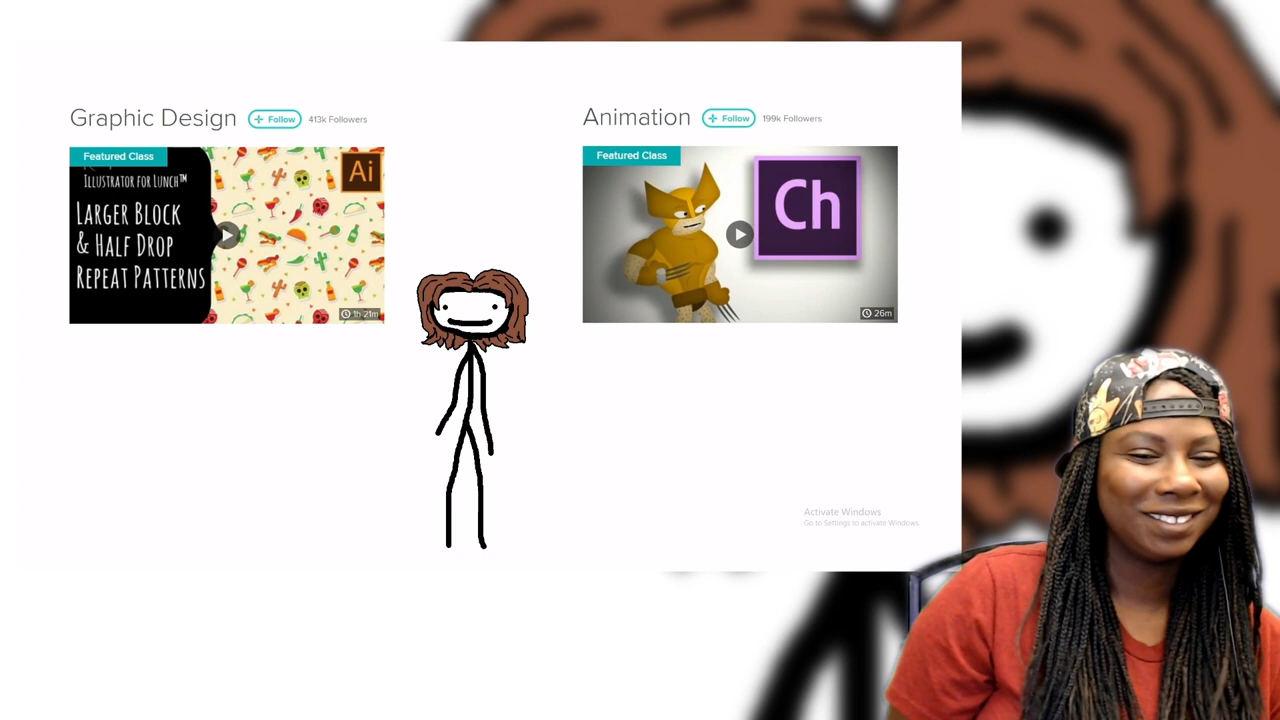 Graphic Design
Follow
413k Followers
Featured Class
Illustrator for Lunch™
Larger Block
& Half Drop
Repeat Patterns
Ai
1h 21m
Animation
Follow
199k Followers
Featured Class
Ch
26m
Activate Windows
Go to Settings to activate Windows.